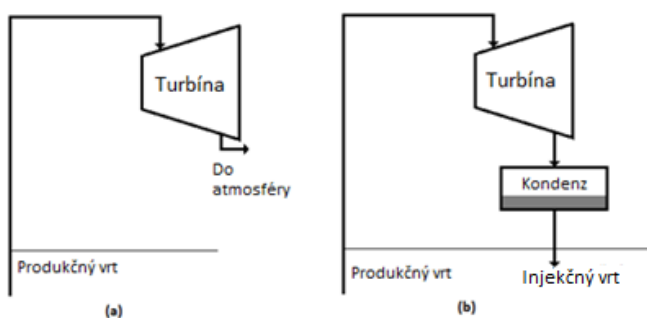 Turbína
Do
atmosféry
Produkčný vrt
(a)
Turbína
Kondenz
Produkčný vrt
Injekčný vrt
(b)